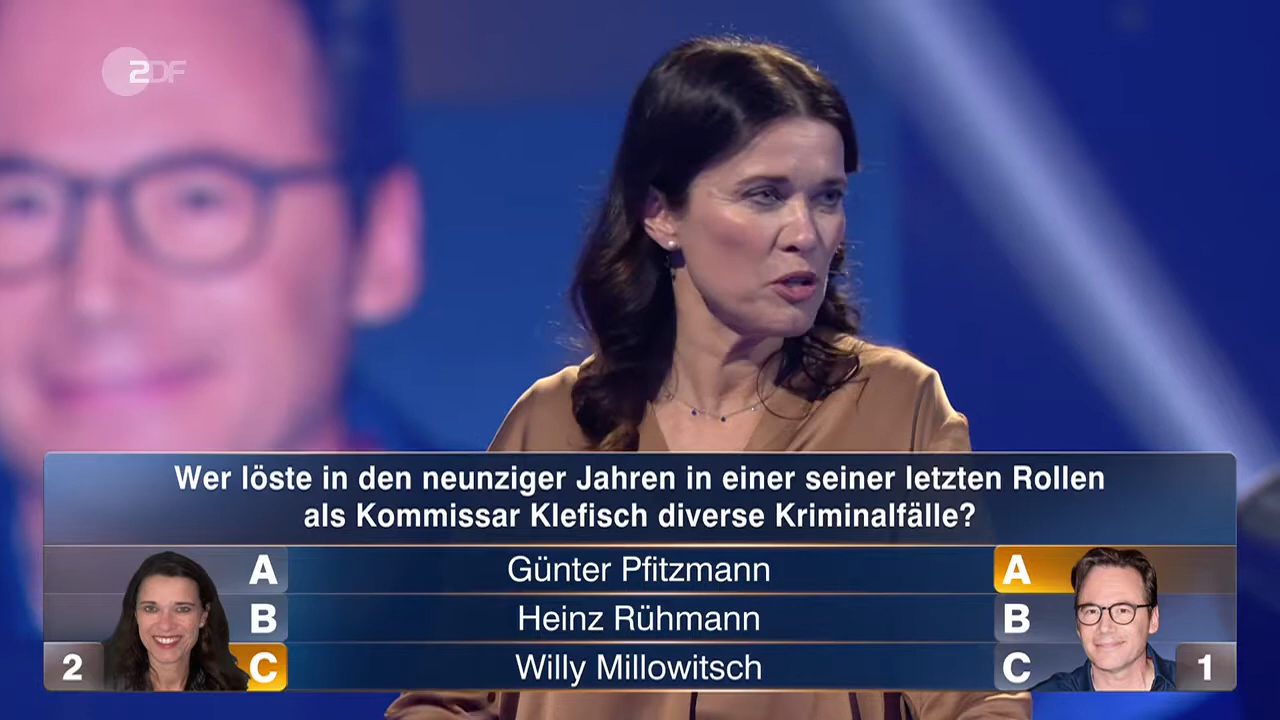 ZDF
Wer löste in den neunziger Jahren in einer seiner letzten Rollen
als Kommissar Klefisch diverse Kriminalfälle?
A Günter Pfitzmann A
B Heinz Rühmann B
2 C Willy Millowitsch C 1